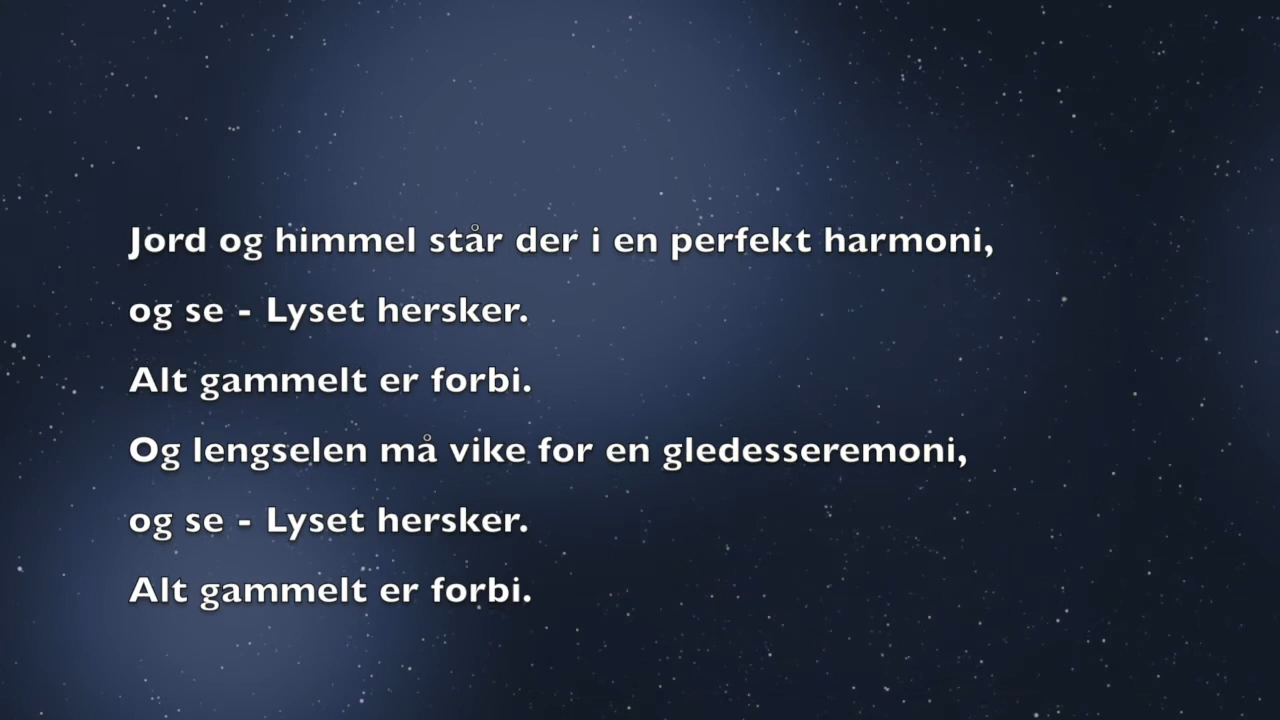 Jord og himmel står der i en perfekt harmoni,
og se - Lyset hersker.
Alt gammelt er forbi.
Og lengselen må vike for en gledesseremoni,
og se - Lyset hersker.
Alt gammelt er forbi.